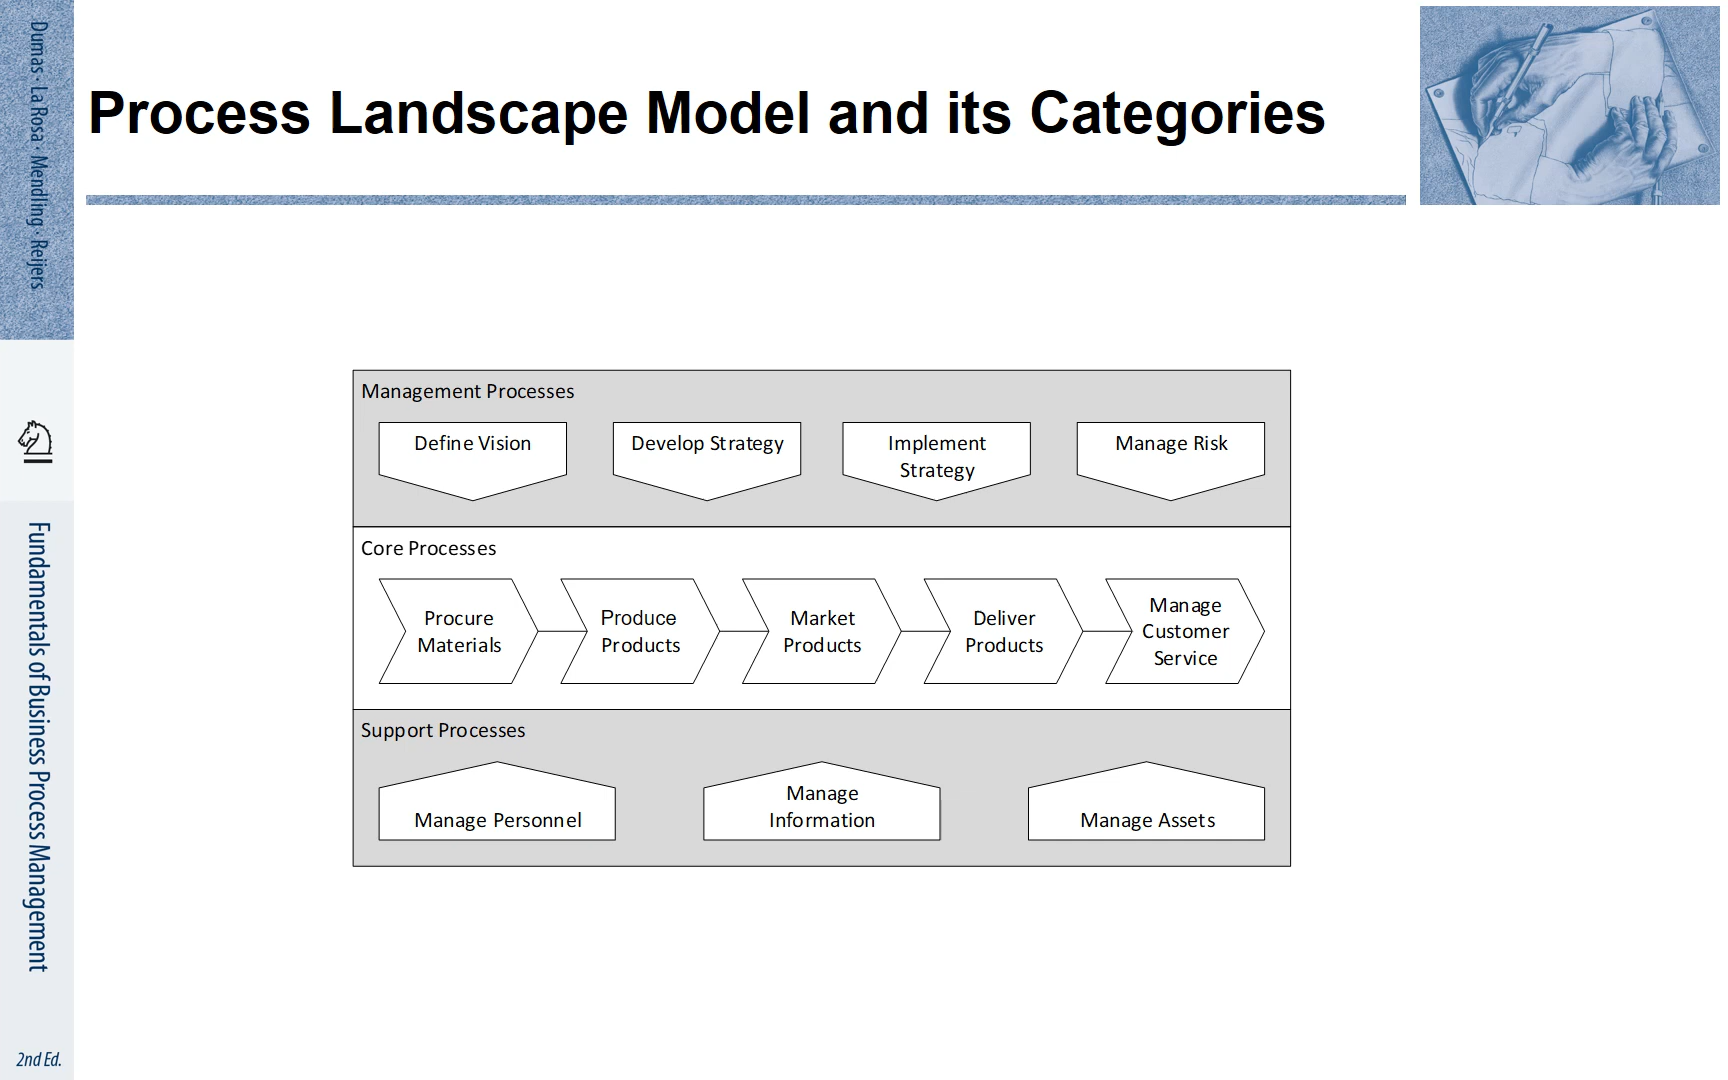 Dumas · La Rosa · Mendling · Reijers
Fundamentals of Business Process Management
2nd Ed.
Process Landscape Model and its Categories
Management Processes
Define Vision
Develop Strategy
Implement
Strategy
Manage Risk
Core Processes
Procure
Materials
Produce
Products
Market
Products
Deliver
Products
Manage
Customer
Service
Support Processes
Manage Personnel
Manage
Information
Manage Assets